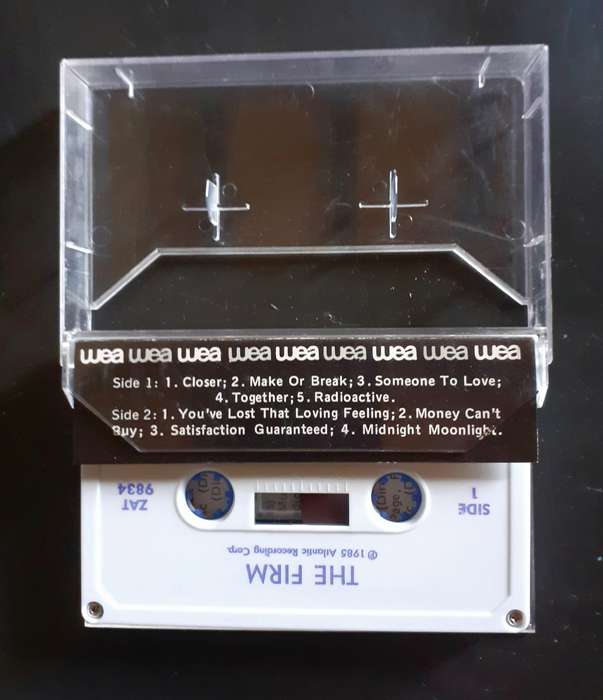 wea wea wea wea wea wea wea wea wea
Side 1: 1. Closer; 2. Make Or Break; 3. Someone To Love;
4. Together; 5. Radioactive.
Side 2: 1. You've Lost That Loving Feeling; 2. Money Can't
Buy; 3. Satisfaction Guaranteed; 4. Midnight Moonlight.
THE FIRM
℗ 1985 Atlantic Recording Corp.
SIDE
1
ZAT
9834